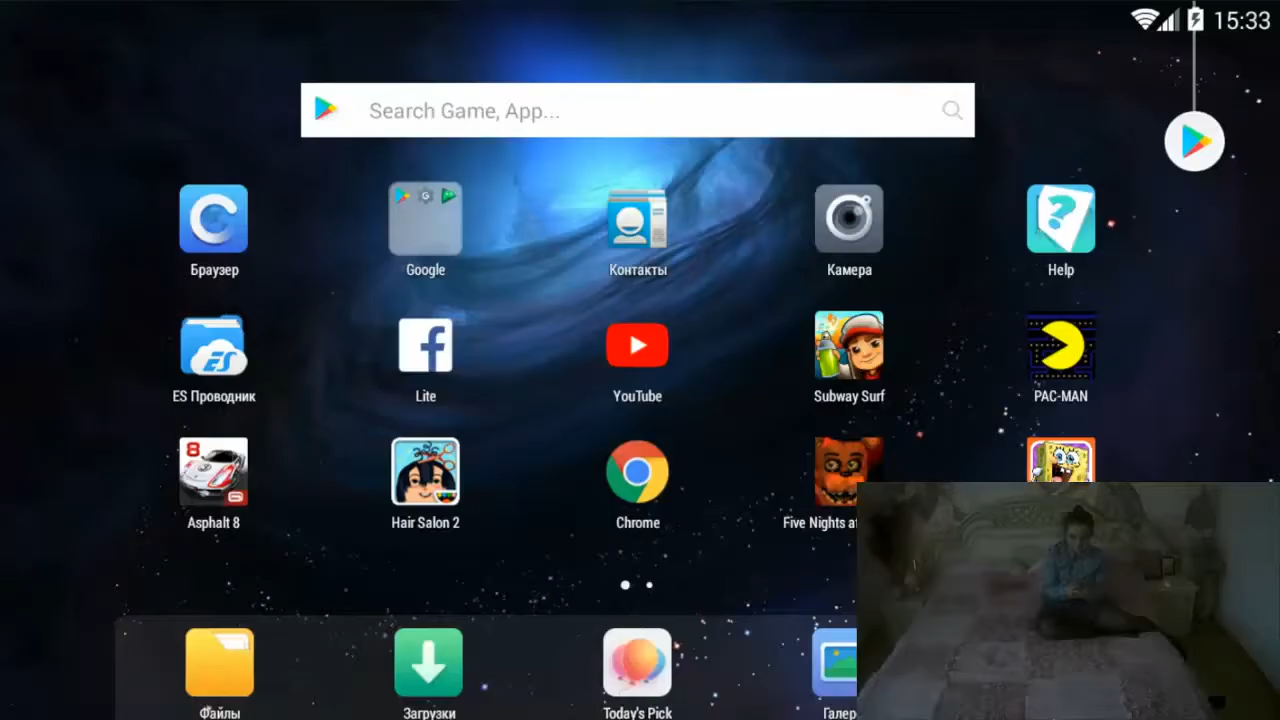 15:33
Search Game, App...
Браузер
Google
Контакты
Камера
Help
ES Проводник
Lite
YouTube
Subway Surf
PAC-MAN
Asphalt 8
Hair Salon 2
Chrome
Five Nights a
Файлы
Загрузки
Today's Pick
Галер